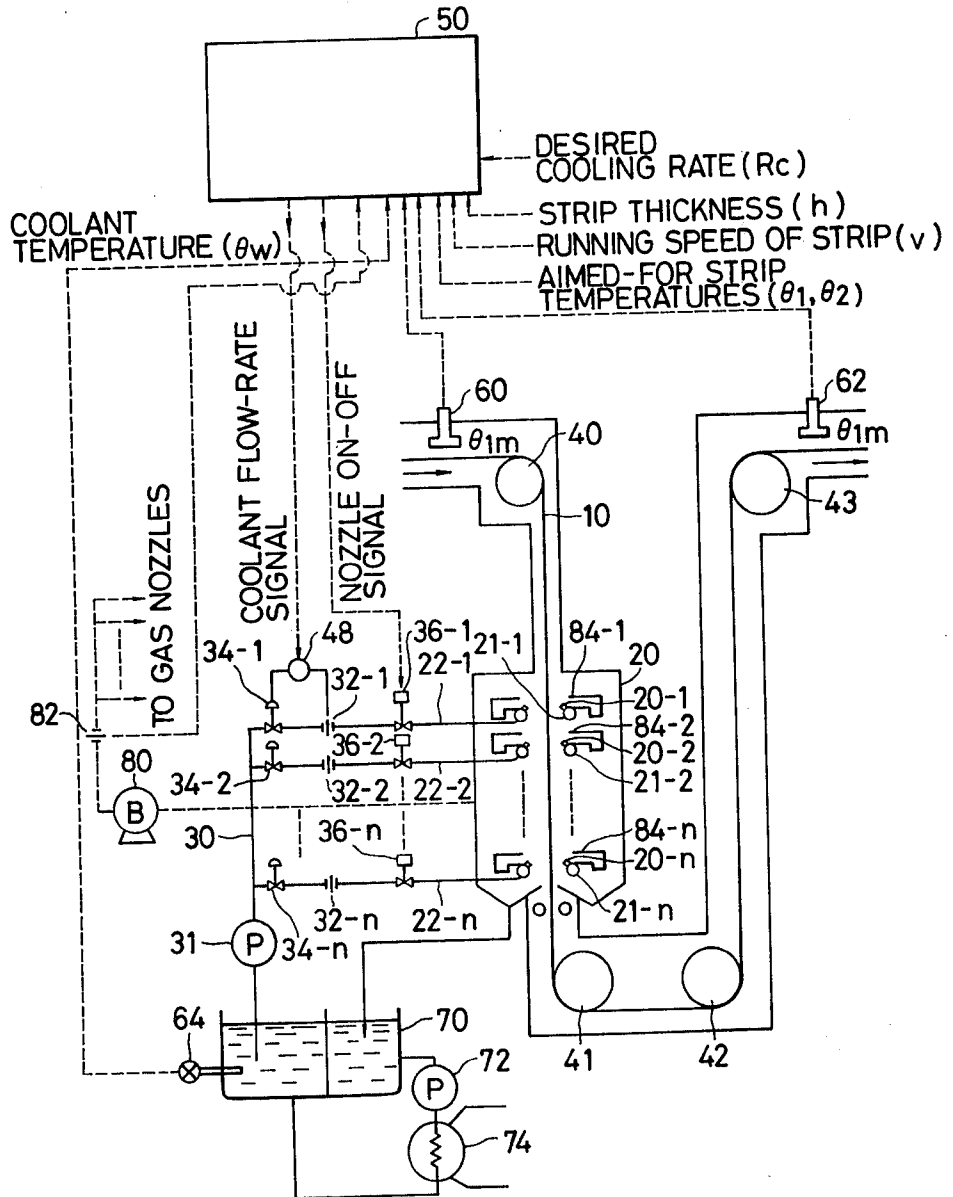 50
DESIRED
COOLING RATE (Rc)
STRIP THICKNESS (h)
RUNNING SPEED OF STRIP (v)
AIMED-FOR STRIP
TEMPERATURES (θ1, θ2)
COOLANT
TEMPERATURE (θw)
COOLANT FLOW-RATE
SIGNAL
NOZZLE ON-OFF
SIGNAL
TO GAS NOZZLES
60
θ1m
40
10
62
θ1m
43
48
34-1
32-1
36-1
22-1
21-1
84-1
20
20-1
84-2
20-2
21-2
82
80
B
34-2
32-2
36-2
22-2
30
36-n
84-n
20-n
21-n
31
P
34-n
32-n
22-n
64
70
72
P
74
41
42